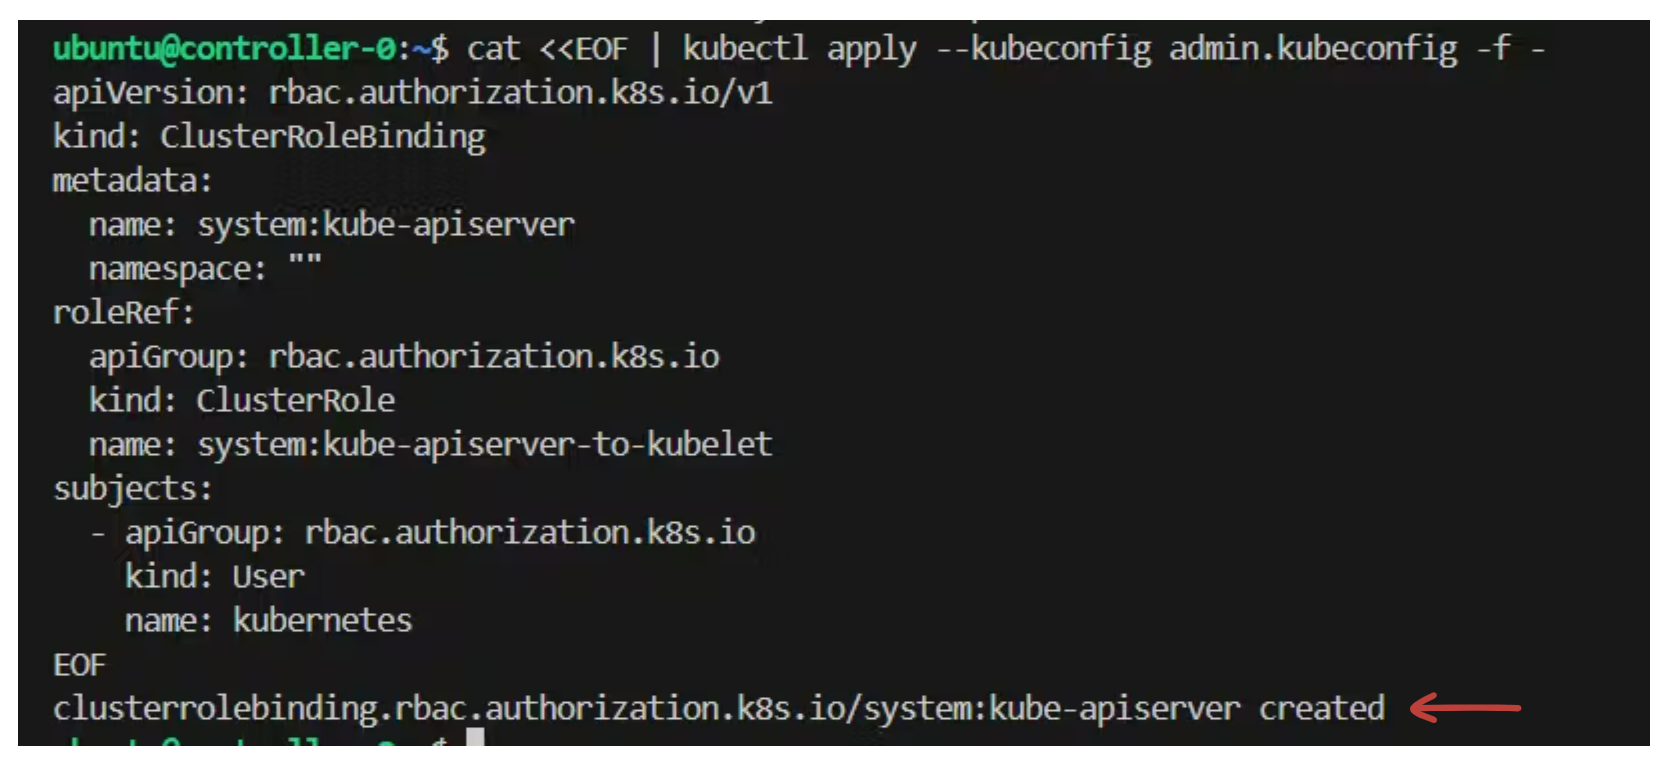 ubuntu@controller-0:~$ cat <<EOF | kubectl apply --kubeconfig admin.kubeconfig -f -
apiVersion: rbac.authorization.k8s.io/v1
kind: ClusterRoleBinding
metadata:
  name: system:kube-apiserver
  namespace: ""
roleRef:
  apiGroup: rbac.authorization.k8s.io
  kind: ClusterRole
  name: system:kube-apiserver-to-kubelet
subjects:
  - apiGroup: rbac.authorization.k8s.io
    kind: User
    name: kubernetes
EOF
clusterrolebinding.rbac.authorization.k8s.io/system:kube-apiserver created